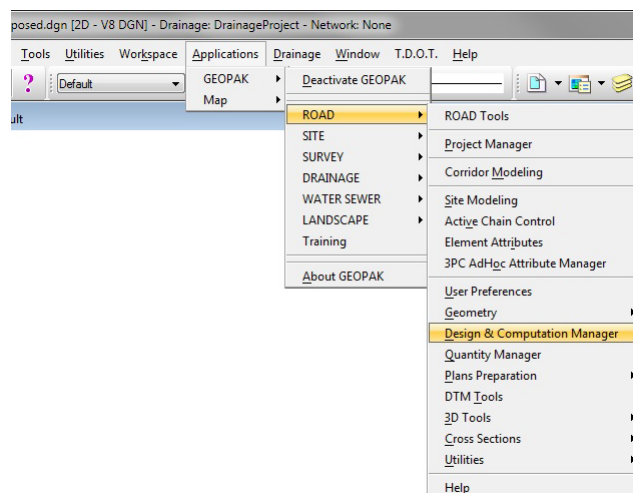 posed.dgn [2D - V8 DGN] - Drainage: DrainageProject - Network: None
Tools Utilities Workspace Applications Drainage Window T.D.O.T. Help
? Default
ult
GEOPAK
Map
Deactivate GEOPAK
ROAD
SITE
SURVEY
DRAINAGE
WATER SEWER
LANDSCAPE
Training
About GEOPAK
ROAD Tools
Project Manager
Corridor Modeling
Site Modeling
Active Chain Control
Element Attributes
3PC AdHoc Attribute Manager
User Preferences
Geometry
Design & Computation Manager
Quantity Manager
Plans Preparation
DTM Tools
3D Tools
Cross Sections
Utilities
Help